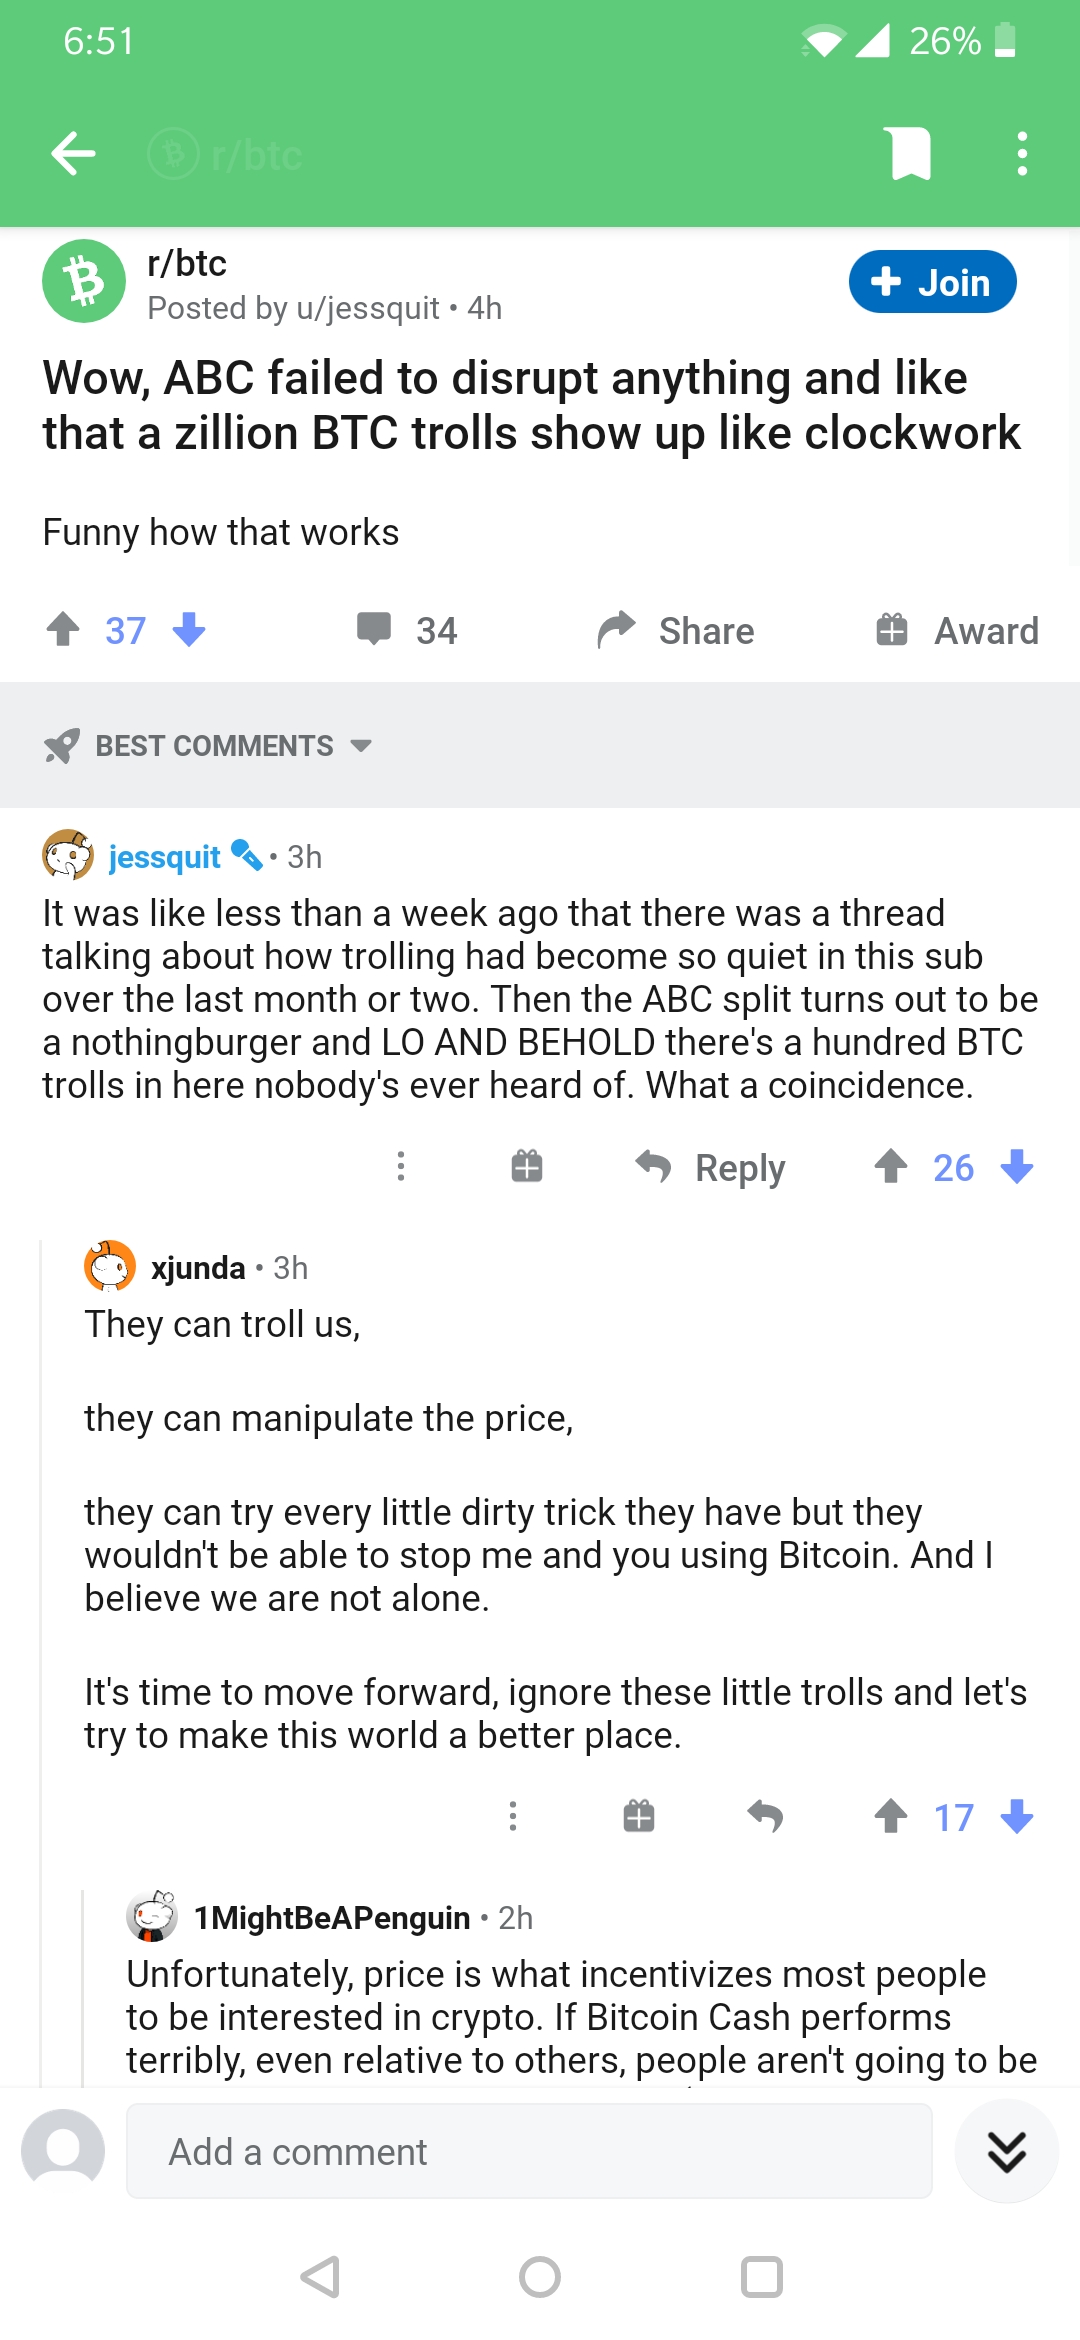 6:51
26%
r/btc
r/btc
Join
Posted by u/jessquit • 4h
Wow, ABC failed to disrupt anything and like
that a zillion BTC trolls show up like clockwork
Funny how that works
37
34
Share
Award
BEST COMMENTS
jessquit • 3h
It was like less than a week ago that there was a thread
talking about how trolling had become so quiet in this sub
over the last month or two. Then the ABC split turns out to be
a nothingburger and LO AND BEHOLD there's a hundred BTC
trolls in here nobody's ever heard of. What a coincidence.
Reply
26
xjunda • 3h
They can troll us,
they can manipulate the price,
they can try every little dirty trick they have but they
wouldn't be able to stop me and you using Bitcoin. And I
believe we are not alone.
It's time to move forward, ignore these little trolls and let's
try to make this world a better place.
17
1MightBeAPenguin • 2h
Unfortunately, price is what incentivizes most people
to be interested in crypto. If Bitcoin Cash performs
terribly, even relative to others, people aren't going to be
Add a comment